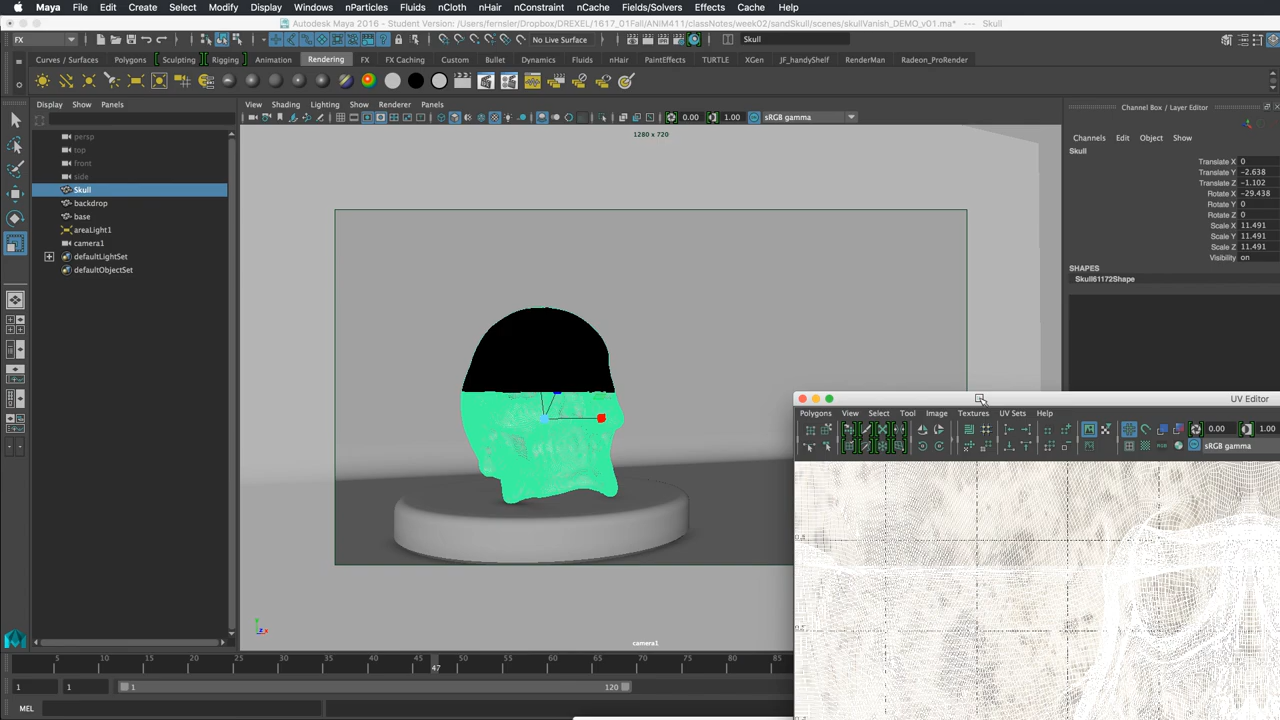 Maya File Edit Create Select Modify Display Windows nParticles Fluids nCloth nHair nConstraint nCache Fields/Solvers Effects Cache Help
Autodesk Maya 2016 - Student Version: /Users/fernsler/Dropbox/DREXEL/1617_01Fall/ANIM411/classNotes/week02/sandSkull/scenes/skullVanish_DEMO_v01.ma* --- Skull
FX No Live Surface Skull
Curves / Surfaces Polygons Sculpting Rigging Animation Rendering FX FX Caching Custom Bullet Dynamics Fluids nHair PaintEffects TURTLE XGen JF_handyShelf RenderMan Radeon_ProRender
Display Show Panels View Shading Lighting Show Renderer Panels Channel Box / Layer Editor
0.00 1.00 sRGB gamma
1280 x 720
persp
top
front
side
Skull
backdrop
base
areaLight1
camera1
defaultLightSet
defaultObjectSet
Channels Edit Object Show
Skull
Translate X 0
Translate Y -2.638
Translate Z -1.102
Rotate X -29.438
Rotate Y 0
Rotate Z 0
Scale X 11.491
Scale Y 11.491
Scale Z 11.491
Visibility on
SHAPES
Skull61172Shape
UV Editor
Polygons View Select Tool Image Textures UV Sets Help
0.00 1.00
sRGB gamma
camera1
5 10 15 20 25 30 35 40 47 50 55 60 65 70 75 80 85
1 1 1 120
MEL